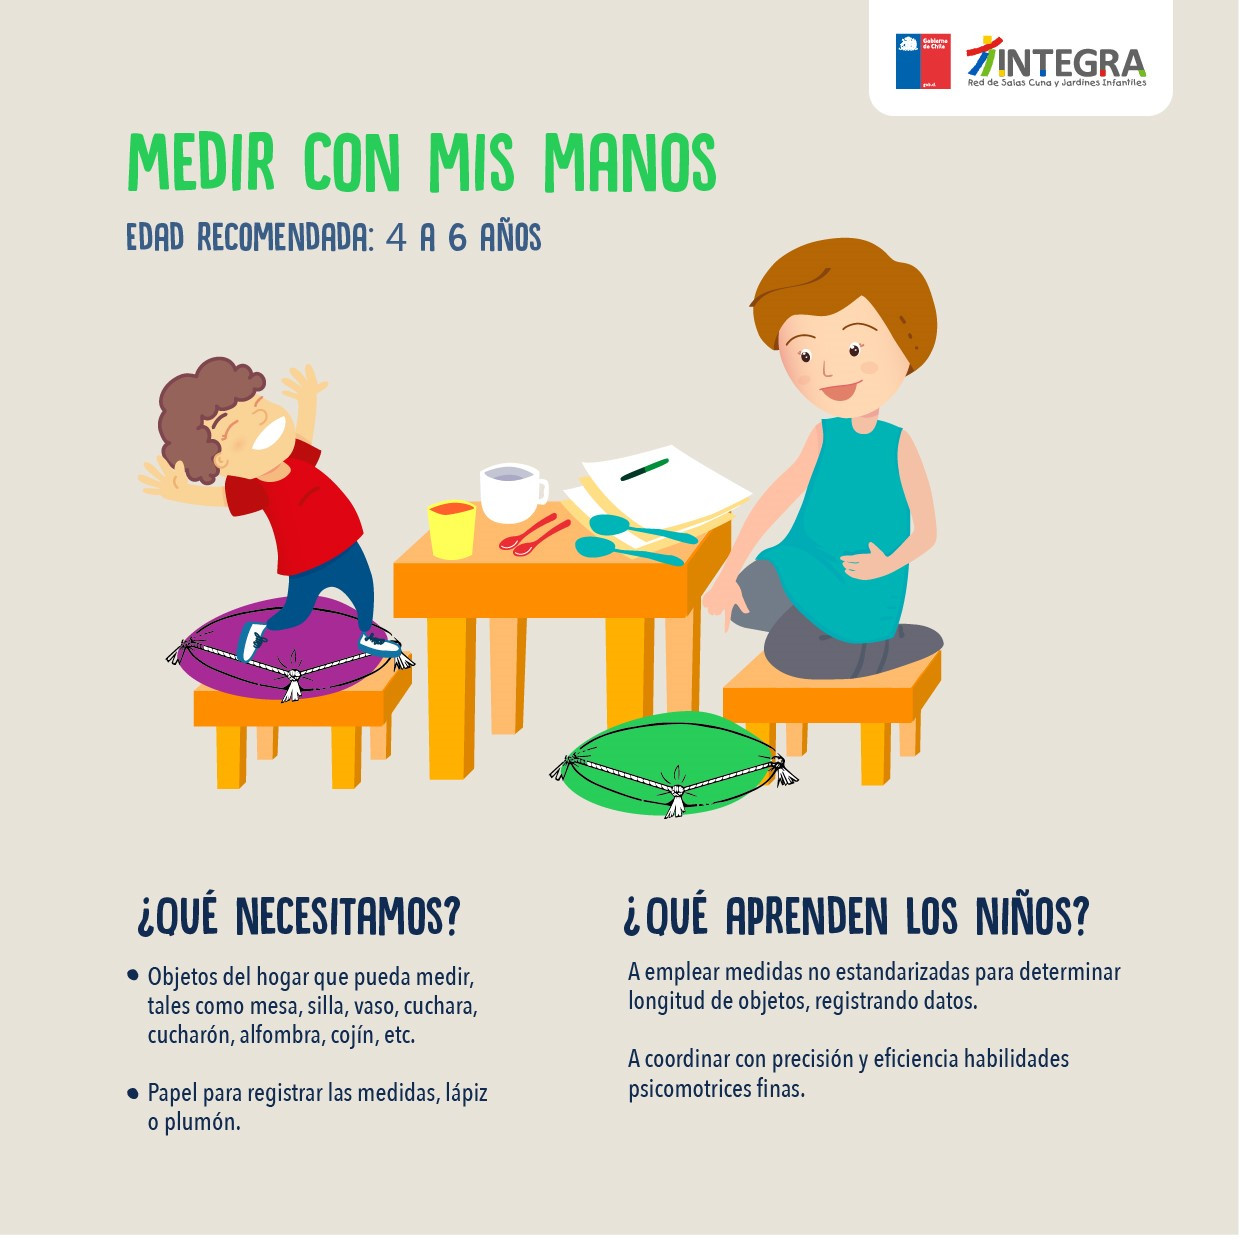 Gobierno
de Chile
gob.cl
INTEGRA
Red de Salas Cuna y Jardines Infantiles
MEDIR CON MIS MANOS
EDAD RECOMENDADA: 4 A 6 AÑOS
¿QUÉ NECESITAMOS?
• Objetos del hogar que pueda medir,
tales como mesa, silla, vaso, cuchara,
cucharón, alfombra, cojín, etc.
• Papel para registrar las medidas, lápiz
o plumón.
¿QUÉ APRENDEN LOS NIÑOS?
A emplear medidas no estandarizadas para determinar
longitud de objetos, registrando datos.
A coordinar con precisión y eficiencia habilidades
psicomotrices finas.